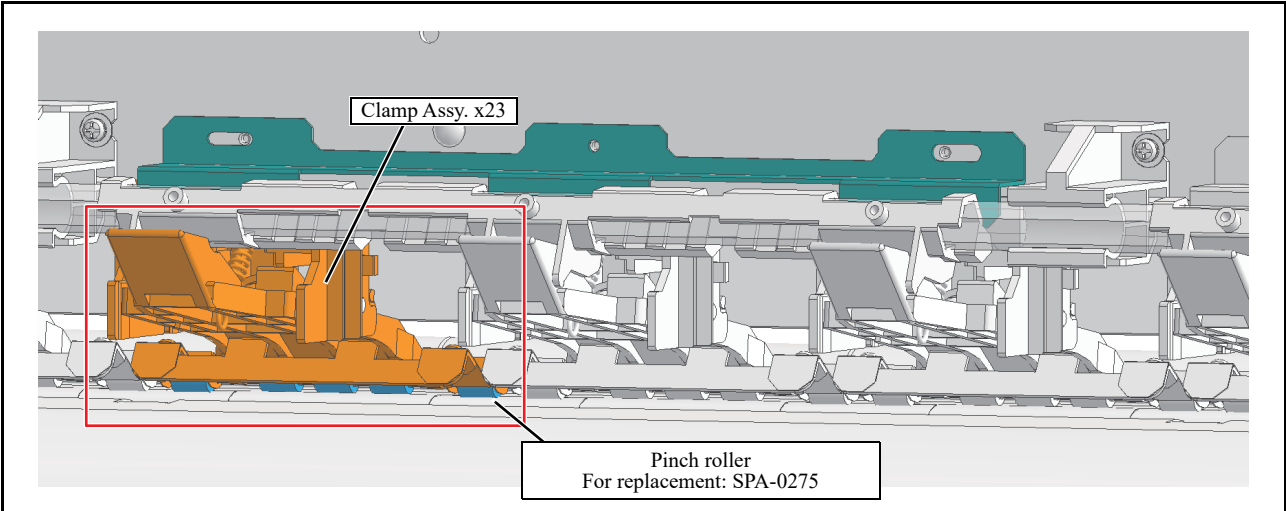 Clamp Assy. x23
Pinch roller
For replacement: SPA-0275